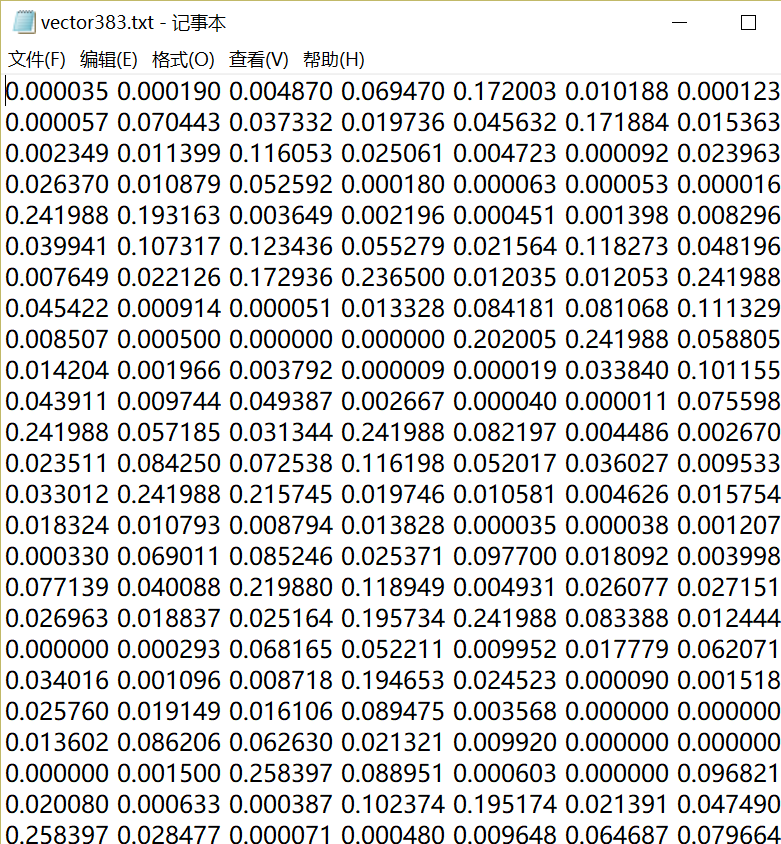 vector383.txt - 记事本
文件(F) 编辑(E) 格式(O) 查看(V) 帮助(H)
0.000035 0.000190 0.004870 0.069470 0.172003 0.010188 0.000123
0.000057 0.070443 0.037332 0.019736 0.045632 0.171884 0.015363
0.002349 0.011399 0.116053 0.025061 0.004723 0.000092 0.023963
0.026370 0.010879 0.052592 0.000180 0.000063 0.000053 0.000016
0.241988 0.193163 0.003649 0.002196 0.000451 0.001398 0.008296
0.039941 0.107317 0.123436 0.055279 0.021564 0.118273 0.048196
0.007649 0.022126 0.172936 0.236500 0.012035 0.012053 0.241988
0.045422 0.000914 0.000051 0.013328 0.084181 0.081068 0.111329
0.008507 0.000500 0.000000 0.000000 0.202005 0.241988 0.058805
0.014204 0.001966 0.003792 0.000009 0.000019 0.033840 0.101155
0.043911 0.009744 0.049387 0.002667 0.000040 0.000011 0.075598
0.241988 0.057185 0.031344 0.241988 0.082197 0.004486 0.002670
0.023511 0.084250 0.072538 0.116198 0.052017 0.036027 0.009533
0.033012 0.241988 0.215745 0.019746 0.010581 0.004626 0.015754
0.018324 0.010793 0.008794 0.013828 0.000035 0.000038 0.001207
0.000330 0.069011 0.085246 0.025371 0.097700 0.018092 0.003998
0.077139 0.040088 0.219880 0.118949 0.004931 0.026077 0.027151
0.026963 0.018837 0.025164 0.195734 0.241988 0.083388 0.012444
0.000000 0.000293 0.068165 0.052211 0.009952 0.017779 0.062071
0.034016 0.001096 0.008718 0.194653 0.024523 0.000090 0.001518
0.025760 0.019149 0.016106 0.089475 0.003568 0.000000 0.000000
0.013602 0.086206 0.062630 0.021321 0.009920 0.000000 0.000000
0.000000 0.001500 0.258397 0.088951 0.000603 0.000000 0.096821
0.020080 0.000633 0.000387 0.102374 0.195174 0.021391 0.047490
0.258397 0.028477 0.000071 0.000480 0.009648 0.064687 0.079664